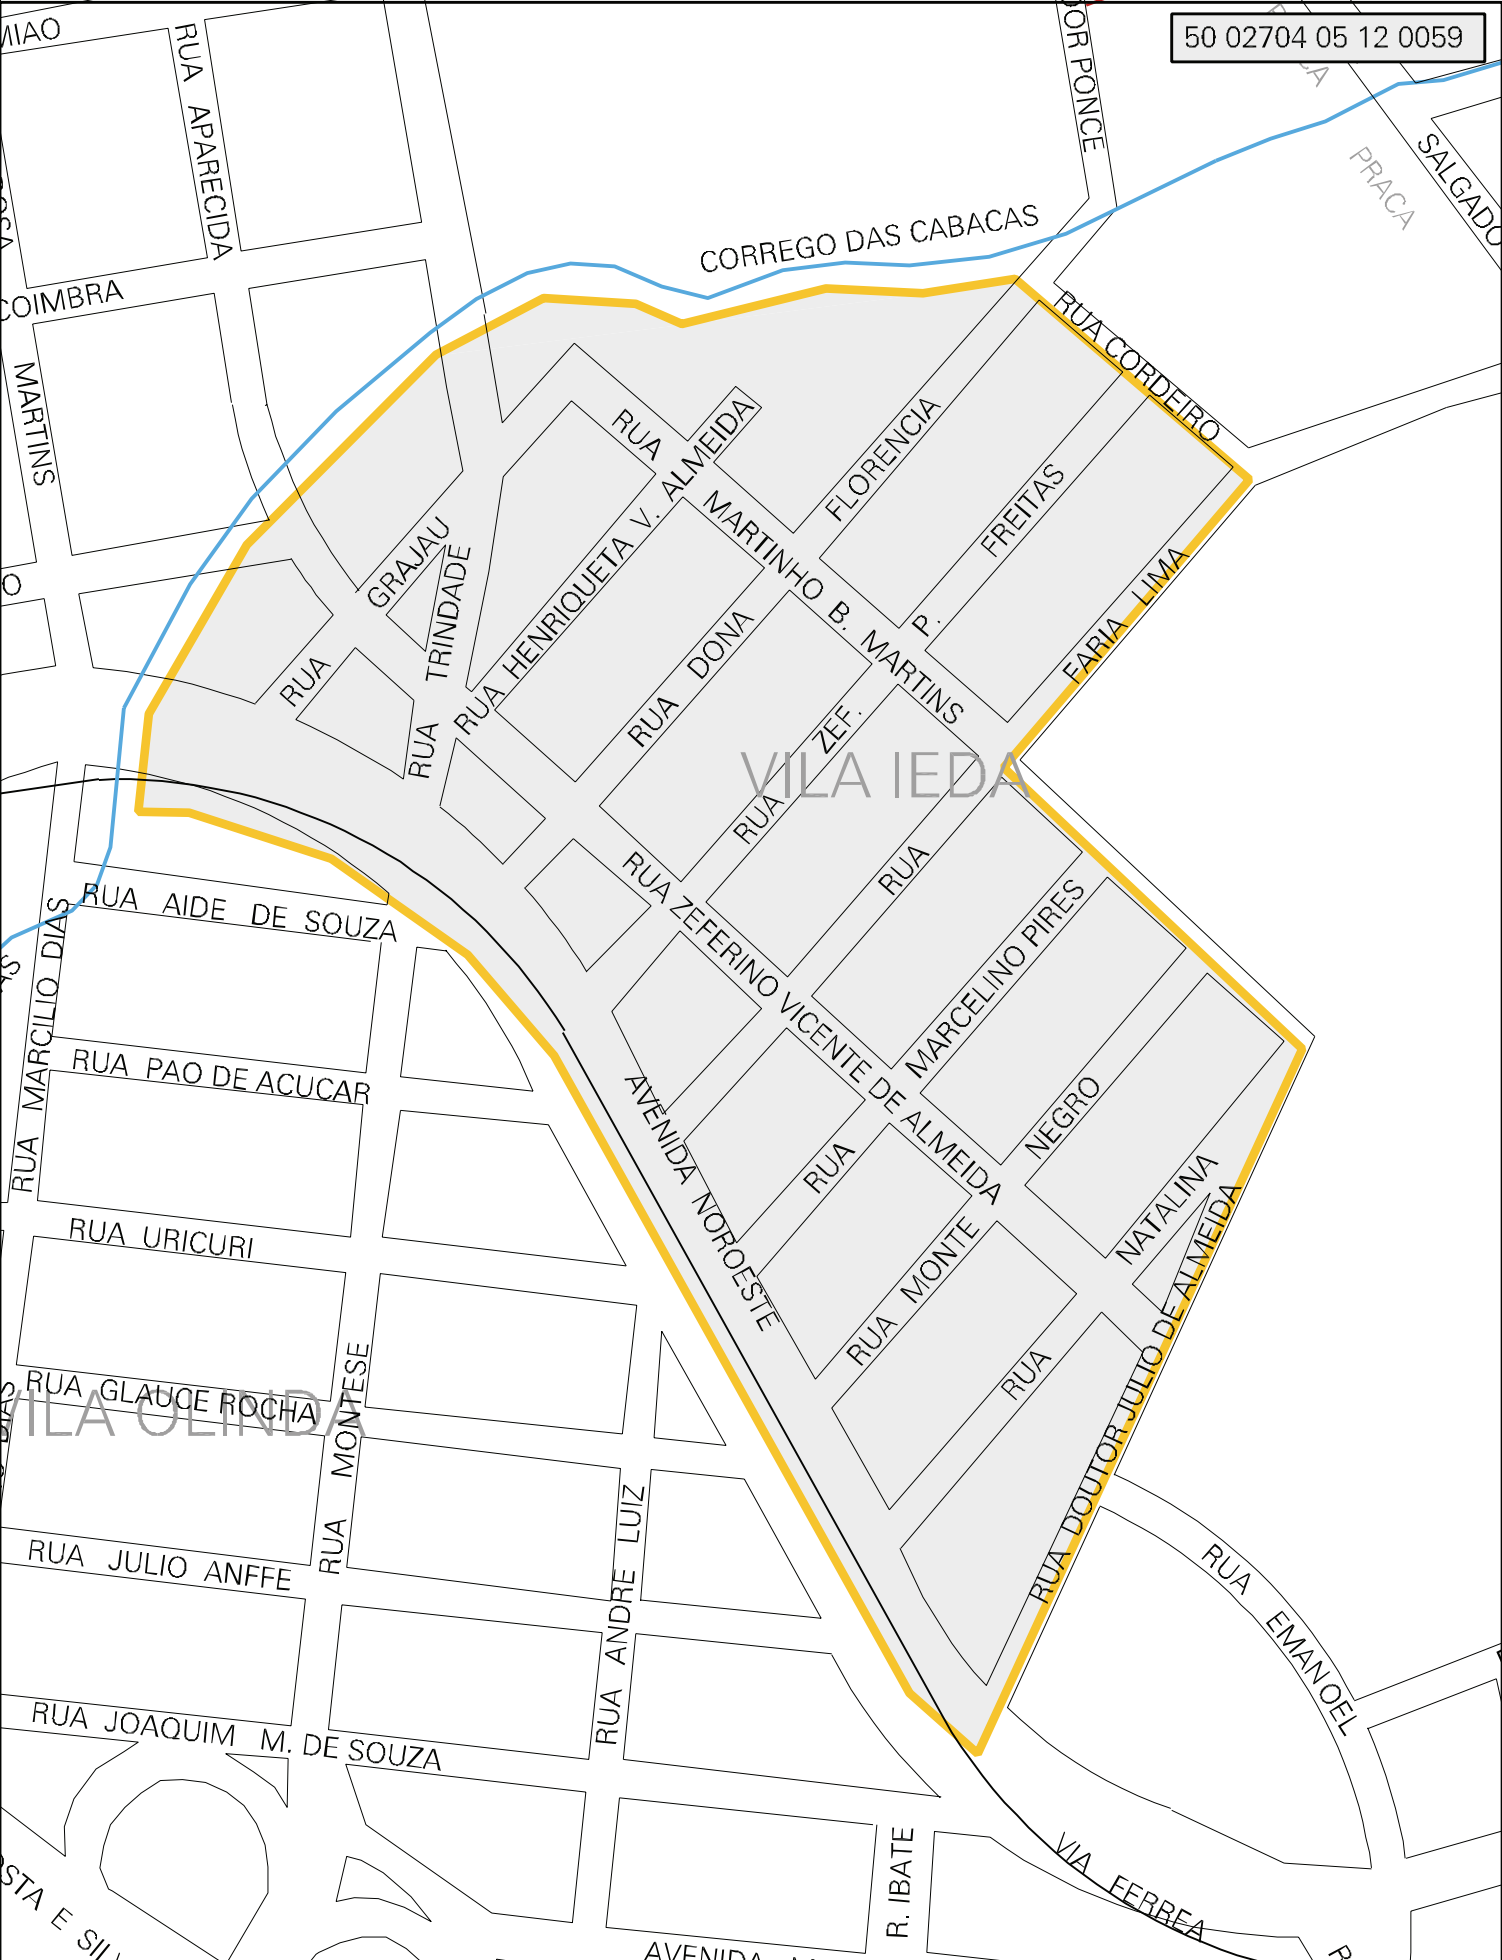 50 02704 05 12 0059
RUA APARECIDA
PRACA
SALGADO
CORREGO DAS CABACAS
COIMBRA
MARTINS
RUA CORDEIRO
RUA MARTINHO B. MARTINS
RUA HENRIQUETA V. ALMEIDA
RUA DONA FLORENCIA
RUA ZEF. P. FREITAS
RUA FARIA LIMA
RUA GRAJAU
RUA TRINDADE
VILA IEDA
RUA ZEFERINO VICENTE DE ALMEIDA
RUA MARCELINO PIRES
RUA MONTE NEGRO
RUA NATALINA
RUA DOUTOR JULIO DE ALMEIDA
AVENIDA NOROESTE
RUA AIDE DE SOUZA
RUA MARCILIO DIAS
RUA PAO DE ACUCAR
RUA URICURI
RUA GLAUCE ROCHA
VILA OLINDA
RUA MONTESE
RUA JULIO ANFFE
RUA ANDRE LUIZ
RUA JOAQUIM M. DE SOUZA
RUA EMANOEL
R. IBATE
VIA FERREA
AVENIDA